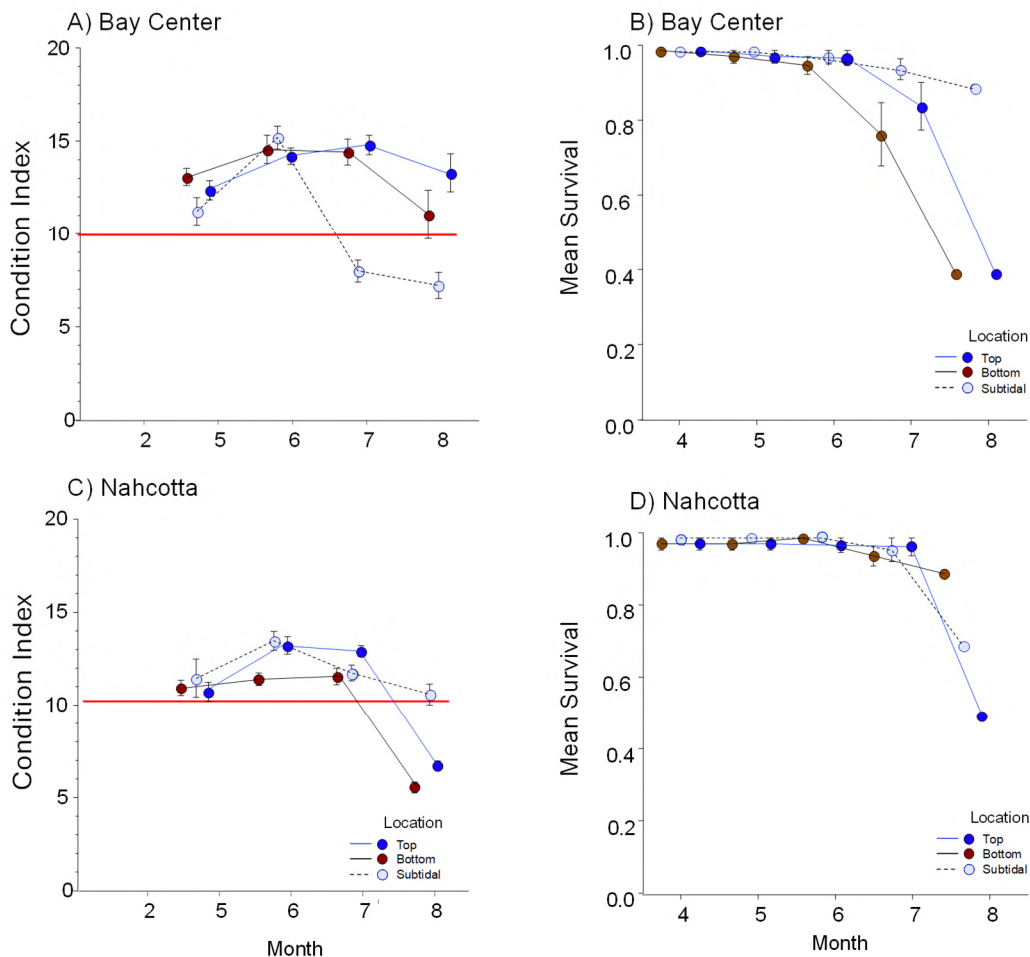 A) Bay Center
20
15
10
5
0
Condition Index
2 5 6 7 8
B) Bay Center
1.0
0.8
0.6
0.4
0.2
0.0
Mean Survival
Location
Top
Bottom
Subtidal
4 5 6 7 8
C) Nahcotta
20
15
10
5
0
Condition Index
Location
Top
Bottom
Subtidal
2 5 6 7 8
Month
D) Nahcotta
1.0
0.8
0.6
0.4
0.2
0.0
Mean Survival
Location
Top
Bottom
Subtidal
4 5 6 7 8
Month